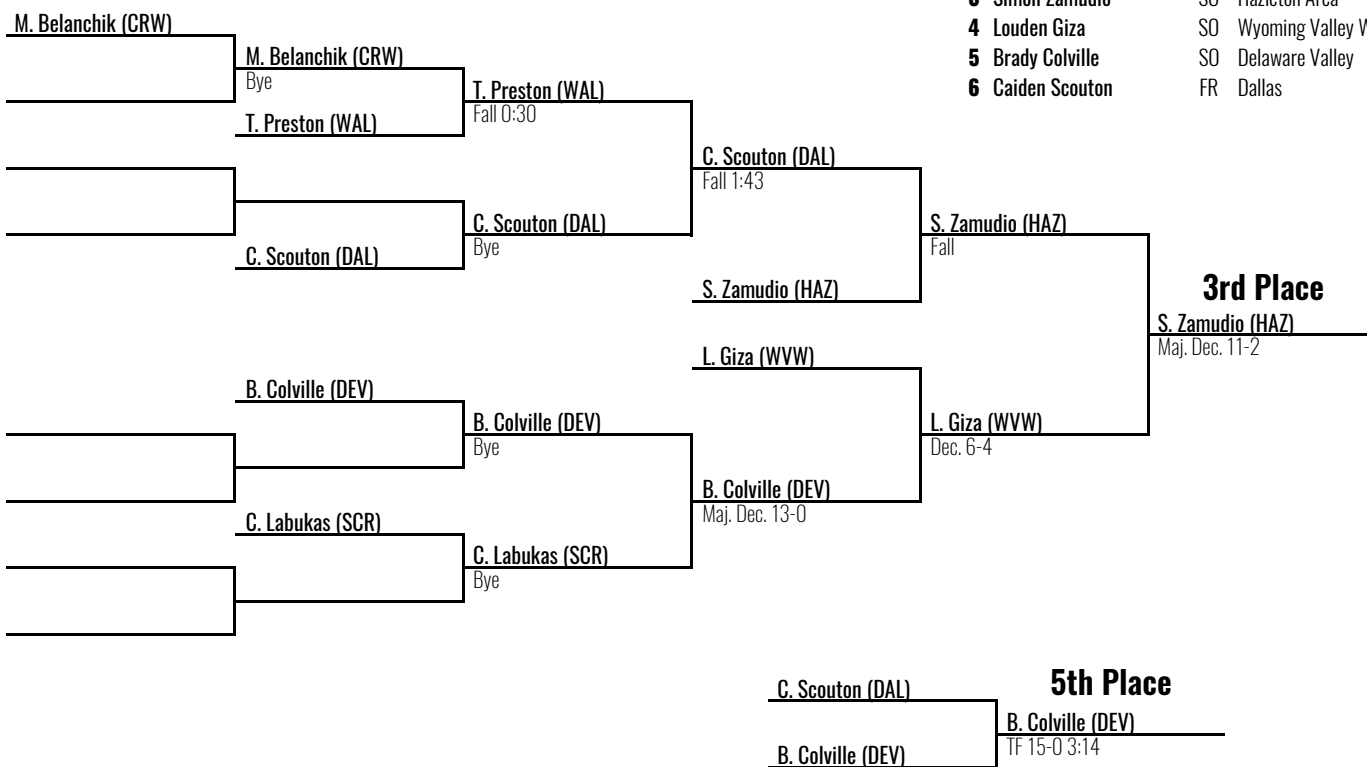 3 Simon Zamudio SO Hazleton Area
4 Louden Giza SO Wyoming Valley W
5 Brady Colville SO Delaware Valley
6 Caiden Scouton FR Dallas
M. Belanchik (CRW)
M. Belanchik (CRW)
Bye
T. Preston (WAL)
T. Preston (WAL)
Fall 0:30
C. Scouton (DAL)
Fall 1:43
C. Scouton (DAL)
Bye
C. Scouton (DAL)
S. Zamudio (HAZ)
Fall
S. Zamudio (HAZ)
3rd Place
S. Zamudio (HAZ)
Maj. Dec. 11-2
L. Giza (WVW)
B. Colville (DEV)
B. Colville (DEV)
Bye
L. Giza (WVW)
Dec. 6-4
B. Colville (DEV)
Maj. Dec. 13-0
C. Labukas (SCR)
C. Labukas (SCR)
Bye
5th Place
C. Scouton (DAL)
B. Colville (DEV)
TF 15-0 3:14
B. Colville (DEV)